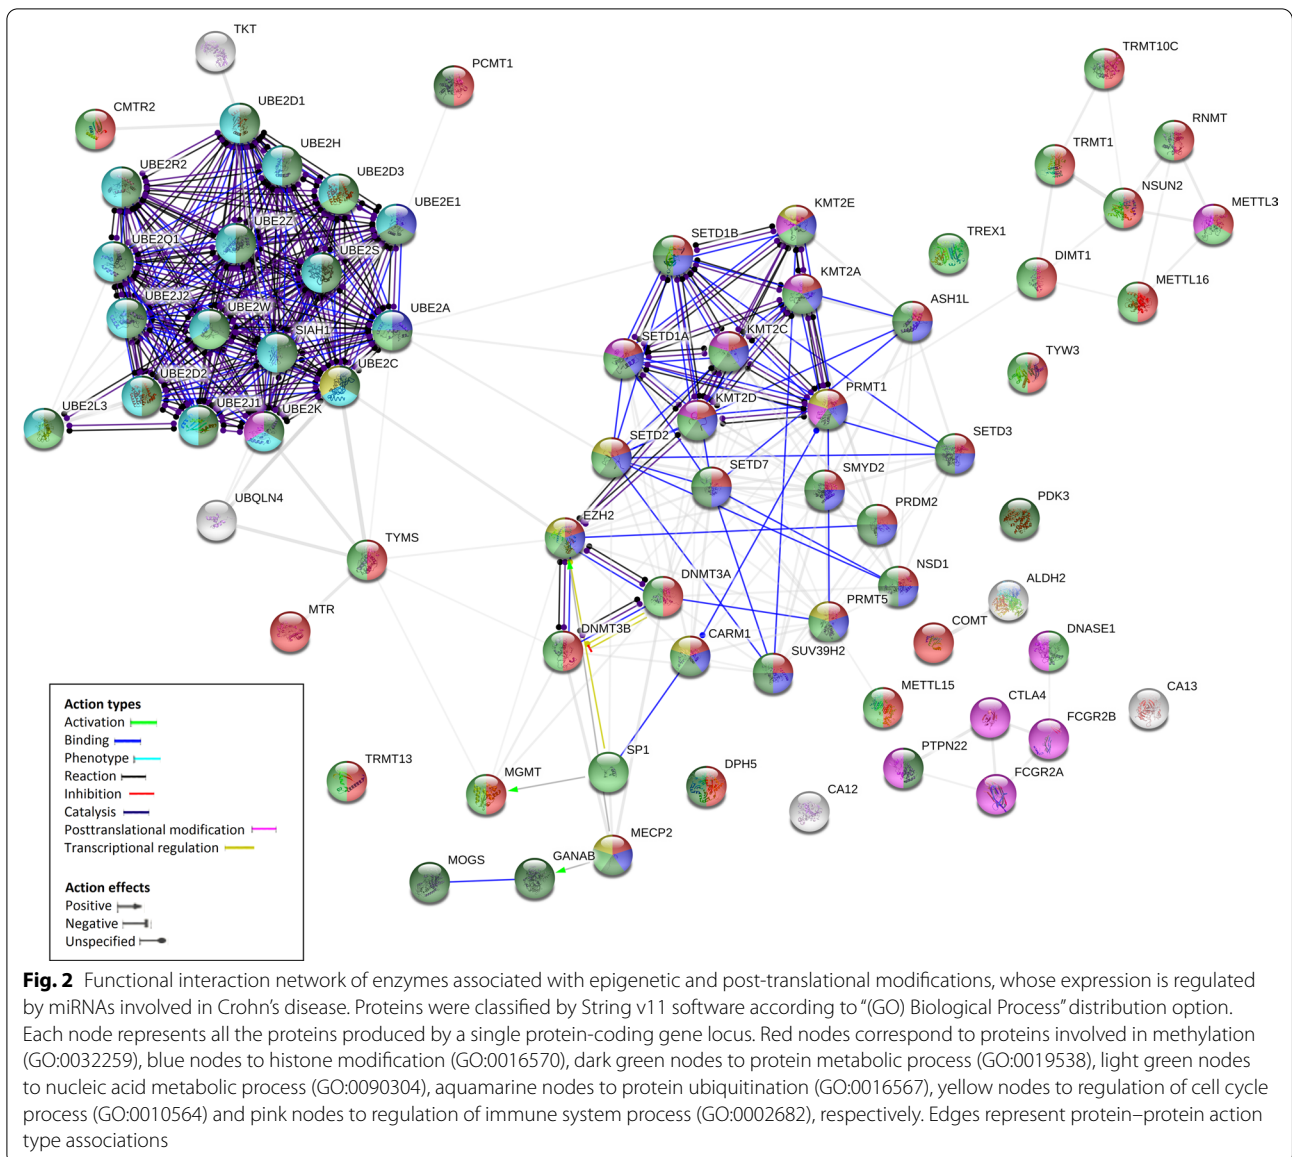 TKT
PCMT1
CMTR2
UBE2D1
UBE2H
UBE2R2
UBE2D3
UBE2E1
UBE2Z
UBE2Q1
UBE2S
UBE2J2
UBE2W
UBE2A
SIAH1
UBE2C
UBE2D2
UBE2J1
UBE2K
UBE2L3
UBQLN4
TYMS
MTR
TRMT10C
RNMT
TRMT1
NSUN2
METTL3
DIMT1
METTL16
TREX1
TYW3
KMT2E
SETD1B
KMT2A
ASH1L
SETD1A
KMT2C
PRMT1
KMT2D
SETD2
SETD3
SETD7
SMYD2
PRDM2
PDK3
EZH2
NSD1
DNMT3A
ALDH2
PRMT5
COMT
DNASE1
DNMT3B
CARM1
SUV39H2
METTL15
CTLA4
CA13
FCGR2B
PTPN22
FCGR2A
SP1
TRMT13
MGMT
DPH5
CA12
MECP2
MOGS
GANAB
Action types
Activation
Binding
Phenotype
Reaction
Inhibition
Catalysis
Posttranslational modification
Transcriptional regulation
Action effects
Positive
Negative
Unspecified
Fig. 2 Functional interaction network of enzymes associated with epigenetic and post-translational modifications, whose expression is regulated
by miRNAs involved in Crohn's disease. Proteins were classified by String v11 software according to "(GO) Biological Process" distribution option.
Each node represents all the proteins produced by a single protein-coding gene locus. Red nodes correspond to proteins involved in methylation
(GO:0032259), blue nodes to histone modification (GO:0016570), dark green nodes to protein metabolic process (GO:0019538), light green nodes
to nucleic acid metabolic process (GO:0090304), aquamarine nodes to protein ubiquitination (GO:0016567), yellow nodes to regulation of cell cycle
process (GO:0010564) and pink nodes to regulation of immune system process (GO:0002682), respectively. Edges represent protein–protein action
type associations